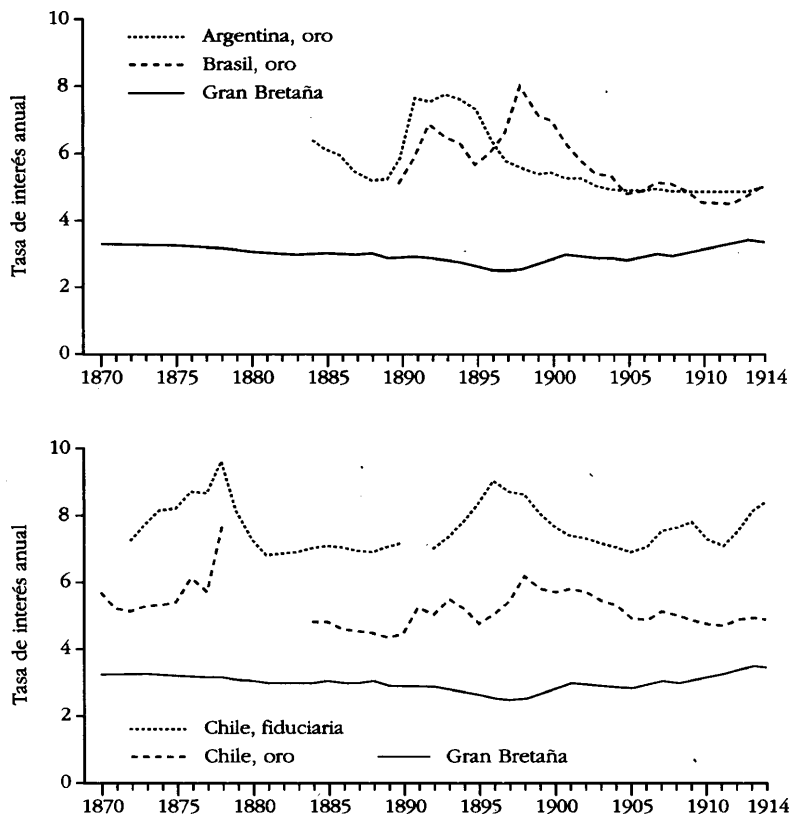 10
Argentina, oro
Brasil, oro
8
Gran Bretaña
6
4
2
0
Tasa de interés anual
1870 1875 1880 1885 1890 1895 1900 1905 1910 1914
10
8
6
4
2
0
Tasa de interés anual
Chile, fiduciaria
Chile, oro Gran Bretaña
1870 1875 1880 1885 1890 1895 1900 1905 1910 1914